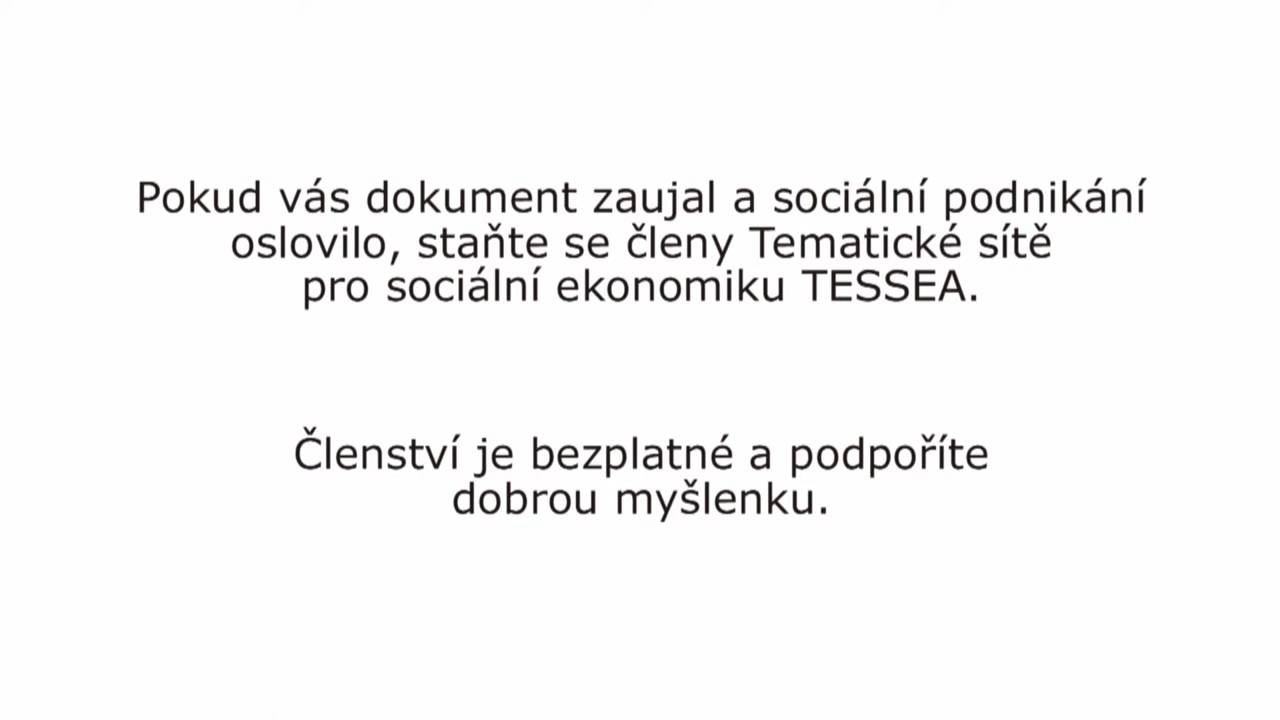 Pokud vás dokument zaujal a sociální podnikání
oslovilo, staňte se členy Tematické sítě
pro sociální ekonomiku TESSEA.
Členství je bezplatné a podpoříte
dobrou myšlenku.